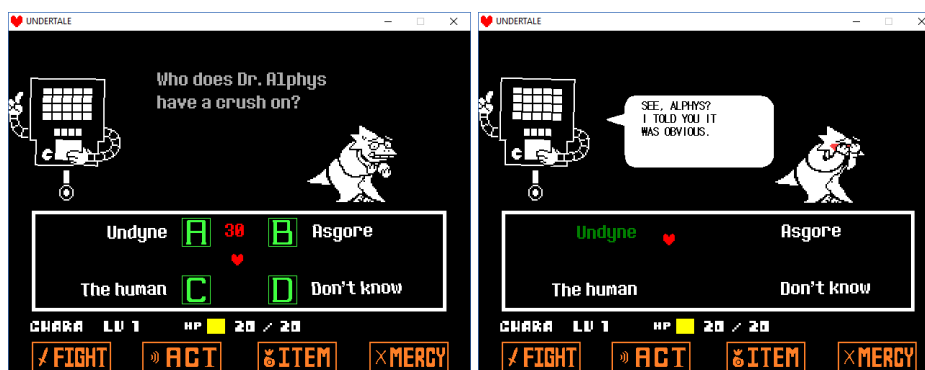 UNDERTALE
Who does Dr. Alphys
have a crush on?
Undyne A 30 B Asgore
The human C D Don't know
CHARA LV 1 HP 20 / 20
FIGHT ACT ITEM MERCY
UNDERTALE
SEE, ALPHYS?
I TOLD YOU IT
WAS OBVIOUS.
Undyne Asgore
The human Don't know
CHARA LV 1 HP 20 / 20
FIGHT ACT ITEM MERCY